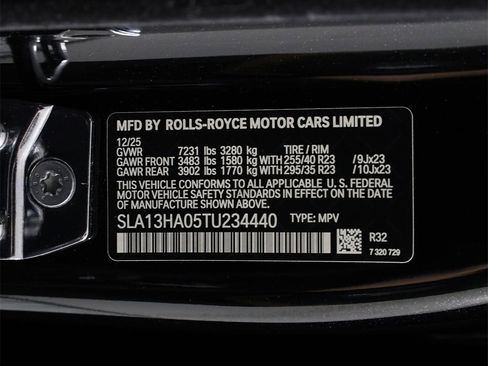 MFD BY ROLLS-ROYCE MOTOR CARS LIMITED
12/25
GVWR 7231 lbs 3280 kg TIRE / RIM
GAWR FRONT 3483 lbs 1580 kg WITH 255/40 R23 /9Jx23
GAWR REAR 3902 lbs 1770 kg WITH 295/35 R23 /10Jx23
THIS VEHICLE CONFORMS TO ALL APPLICABLE U. S. FEDERAL
MOTOR VEHICLE SAFETY STANDARDS IN EFFECT ON THE DATE
OF MANUFACTURE SHOWN ABOVE.
SLA13HA05TU234440 TYPE: MPV
R32
7 320 729